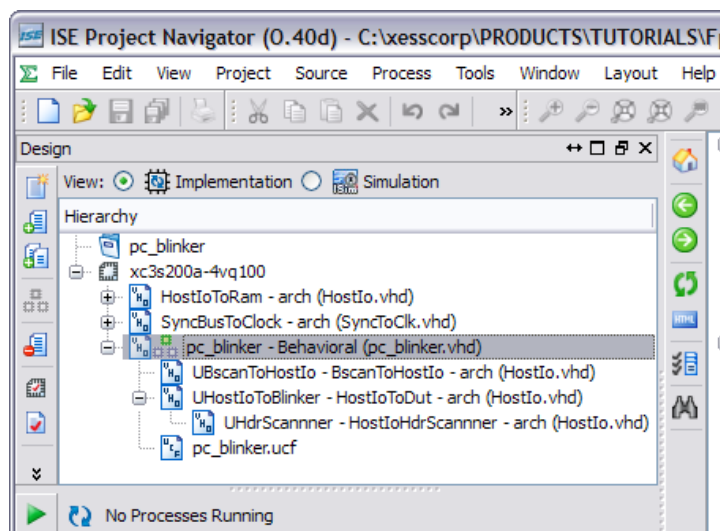 ISE Project Navigator (O.40d) - C:\xesscorp\PRODUCTS\TUTORIALS\F
File Edit View Project Source Process Tools Window Layout Help
Design
View: Implementation Simulation
Hierarchy
pc_blinker
xc3s200a-4vq100
HostIoToRam - arch (HostIo.vhd)
SyncBusToClock - arch (SyncToClk.vhd)
pc_blinker - Behavioral (pc_blinker.vhd)
UBscanToHostIo - BscanToHostIo - arch (HostIo.vhd)
UHostIoToBlinker - HostIoToDut - arch (HostIo.vhd)
UHdrScannner - HostIoHdrScannner - arch (HostIo.vhd)
pc_blinker.ucf
No Processes Running